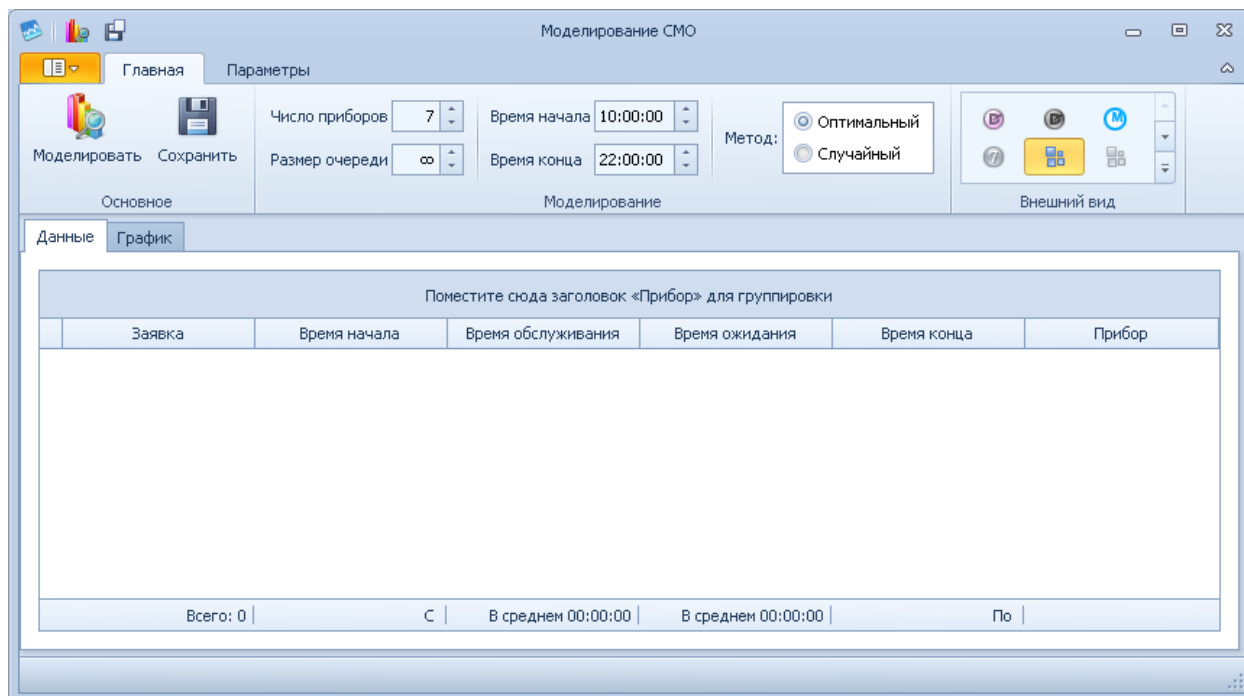 Моделирование СМО
Главная Параметры
Число приборов 7 Время начала 10:00:00 Оптимальный
Метод:
Моделировать Сохранить Размер очереди ∞ Время конца 22:00:00 Случайный
Основное Моделирование Внешний вид
Данные График
Поместите сюда заголовок «Прибор» для группировки
Заявка Время начала Время обслуживания Время ожидания Время конца Прибор
Всего: 0 С В среднем 00:00:00 В среднем 00:00:00 По